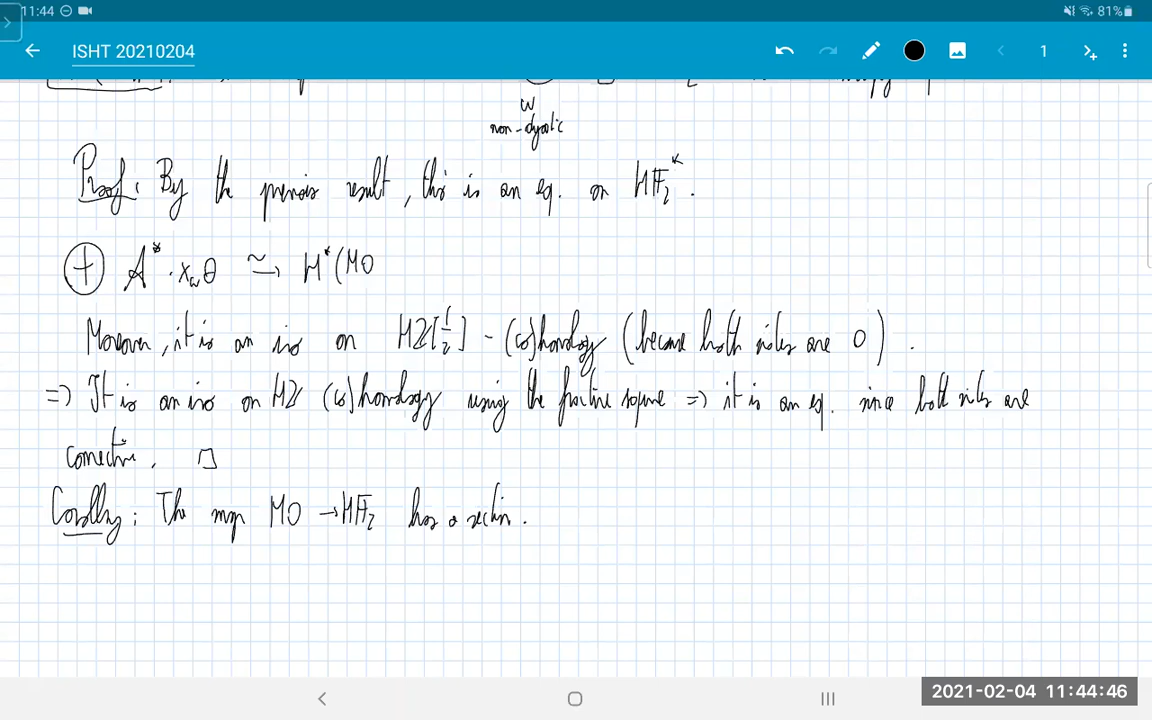 11:44
81%
ISHT 20210204
1
w
non-dyadic
Proof: By the previous result, this is an eq. on HF₂*.
⊕ A*·x_w θ ⥲ H*(MO
Moreover, it is an iso on HZ[1/2] - (co)homology (because both sides are 0).
=> It is an iso on HZ (co)homology using the fracture square => it is an eq. since both sides are
connective. □
Corollary: The map MO → HF₂ has a section.
2021-02-04 11:44:46